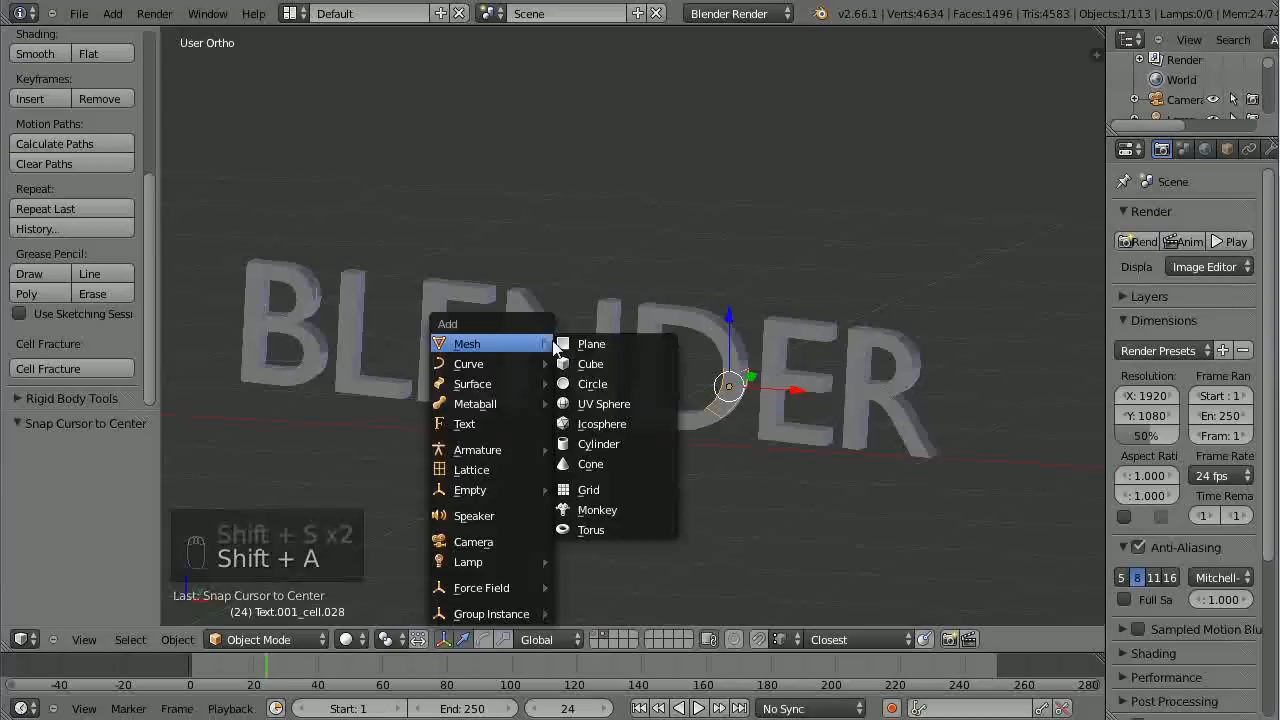 File Add Render Window Help Default Scene Blender Render v2.66.1 | Verts:4634 | Faces:1496 | Tris:4583 | Objects:1/113 | Lamps:0/0 | Mem:24.7
Shading:
Smooth Flat
Keyframes:
Insert Remove
Motion Paths:
Calculate Paths
Clear Paths
Repeat:
Repeat Last
History...
Grease Pencil:
Draw Line
Poly Erase
Use Sketching Sessi
Cell Fracture
Cell Fracture
Rigid Body Tools
Snap Cursor to Center
User Ortho
BLENDER
Add
Mesh
Curve
Surface
Metaball
Text
Armature
Lattice
Empty
Speaker
Camera
Lamp
Force Field
Group Instance
Plane
Cube
Circle
UV Sphere
Icosphere
Cylinder
Cone
Grid
Monkey
Torus
Shift + S x2
Shift + A
Last: Snap Cursor to Center
(24) Text.001_cell.028
View Select Object Object Mode Global Closest
View Search A
Render
World
Camera
Scene
Render
Rend Anim Play
Displa Image Editor
Layers
Dimensions
Render Presets
Resolution: Frame Ran
X: 1920 Start : 1
Y: 1080 En: 250
50% Fram: 1
Aspect Rati Frame Rate
: 1.000 24 fps
: 1.000 Time Rema
1 1
Anti-Aliasing
5 8 11 16 Mitchell-
Full Sa : 1.000
Sampled Motion Blu
Shading
Performance
Post Processing
-40 -20 0 20 40 60 80 100 120 140 160 180 200 220 240 260 280
View Marker Frame Playback Start: 1 End: 250 24 No Sync